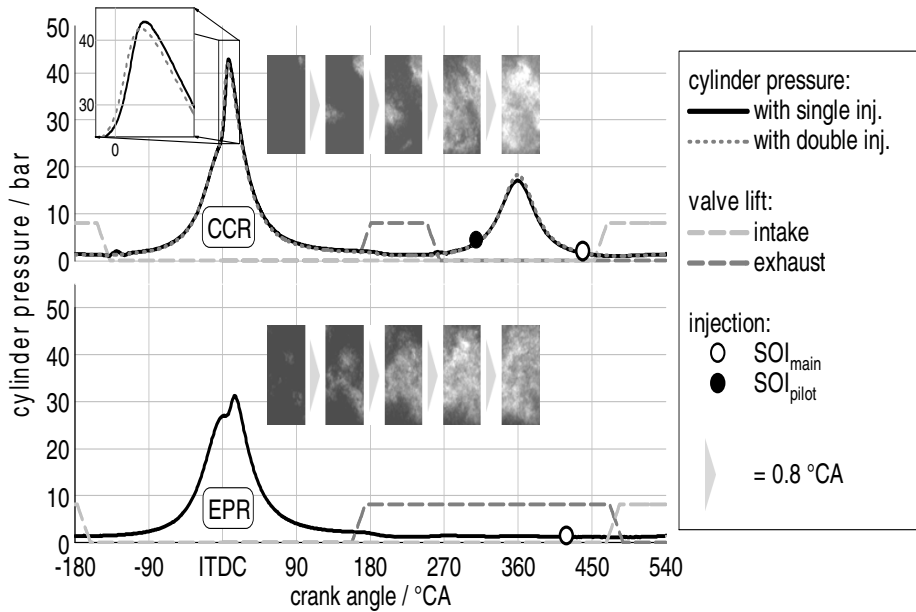 cylinder pressure / bar
50
40
30
20
10
0
40
30
0
CCR
50
40
30
20
10
0
EPR
-180 -90 ITDC 90 180 270 360 450 540
crank angle / °CA
cylinder pressure:
with single inj.
with double inj.
valve lift:
intake
exhaust
injection:
SOImain
SOIpilot
= 0.8 °CA